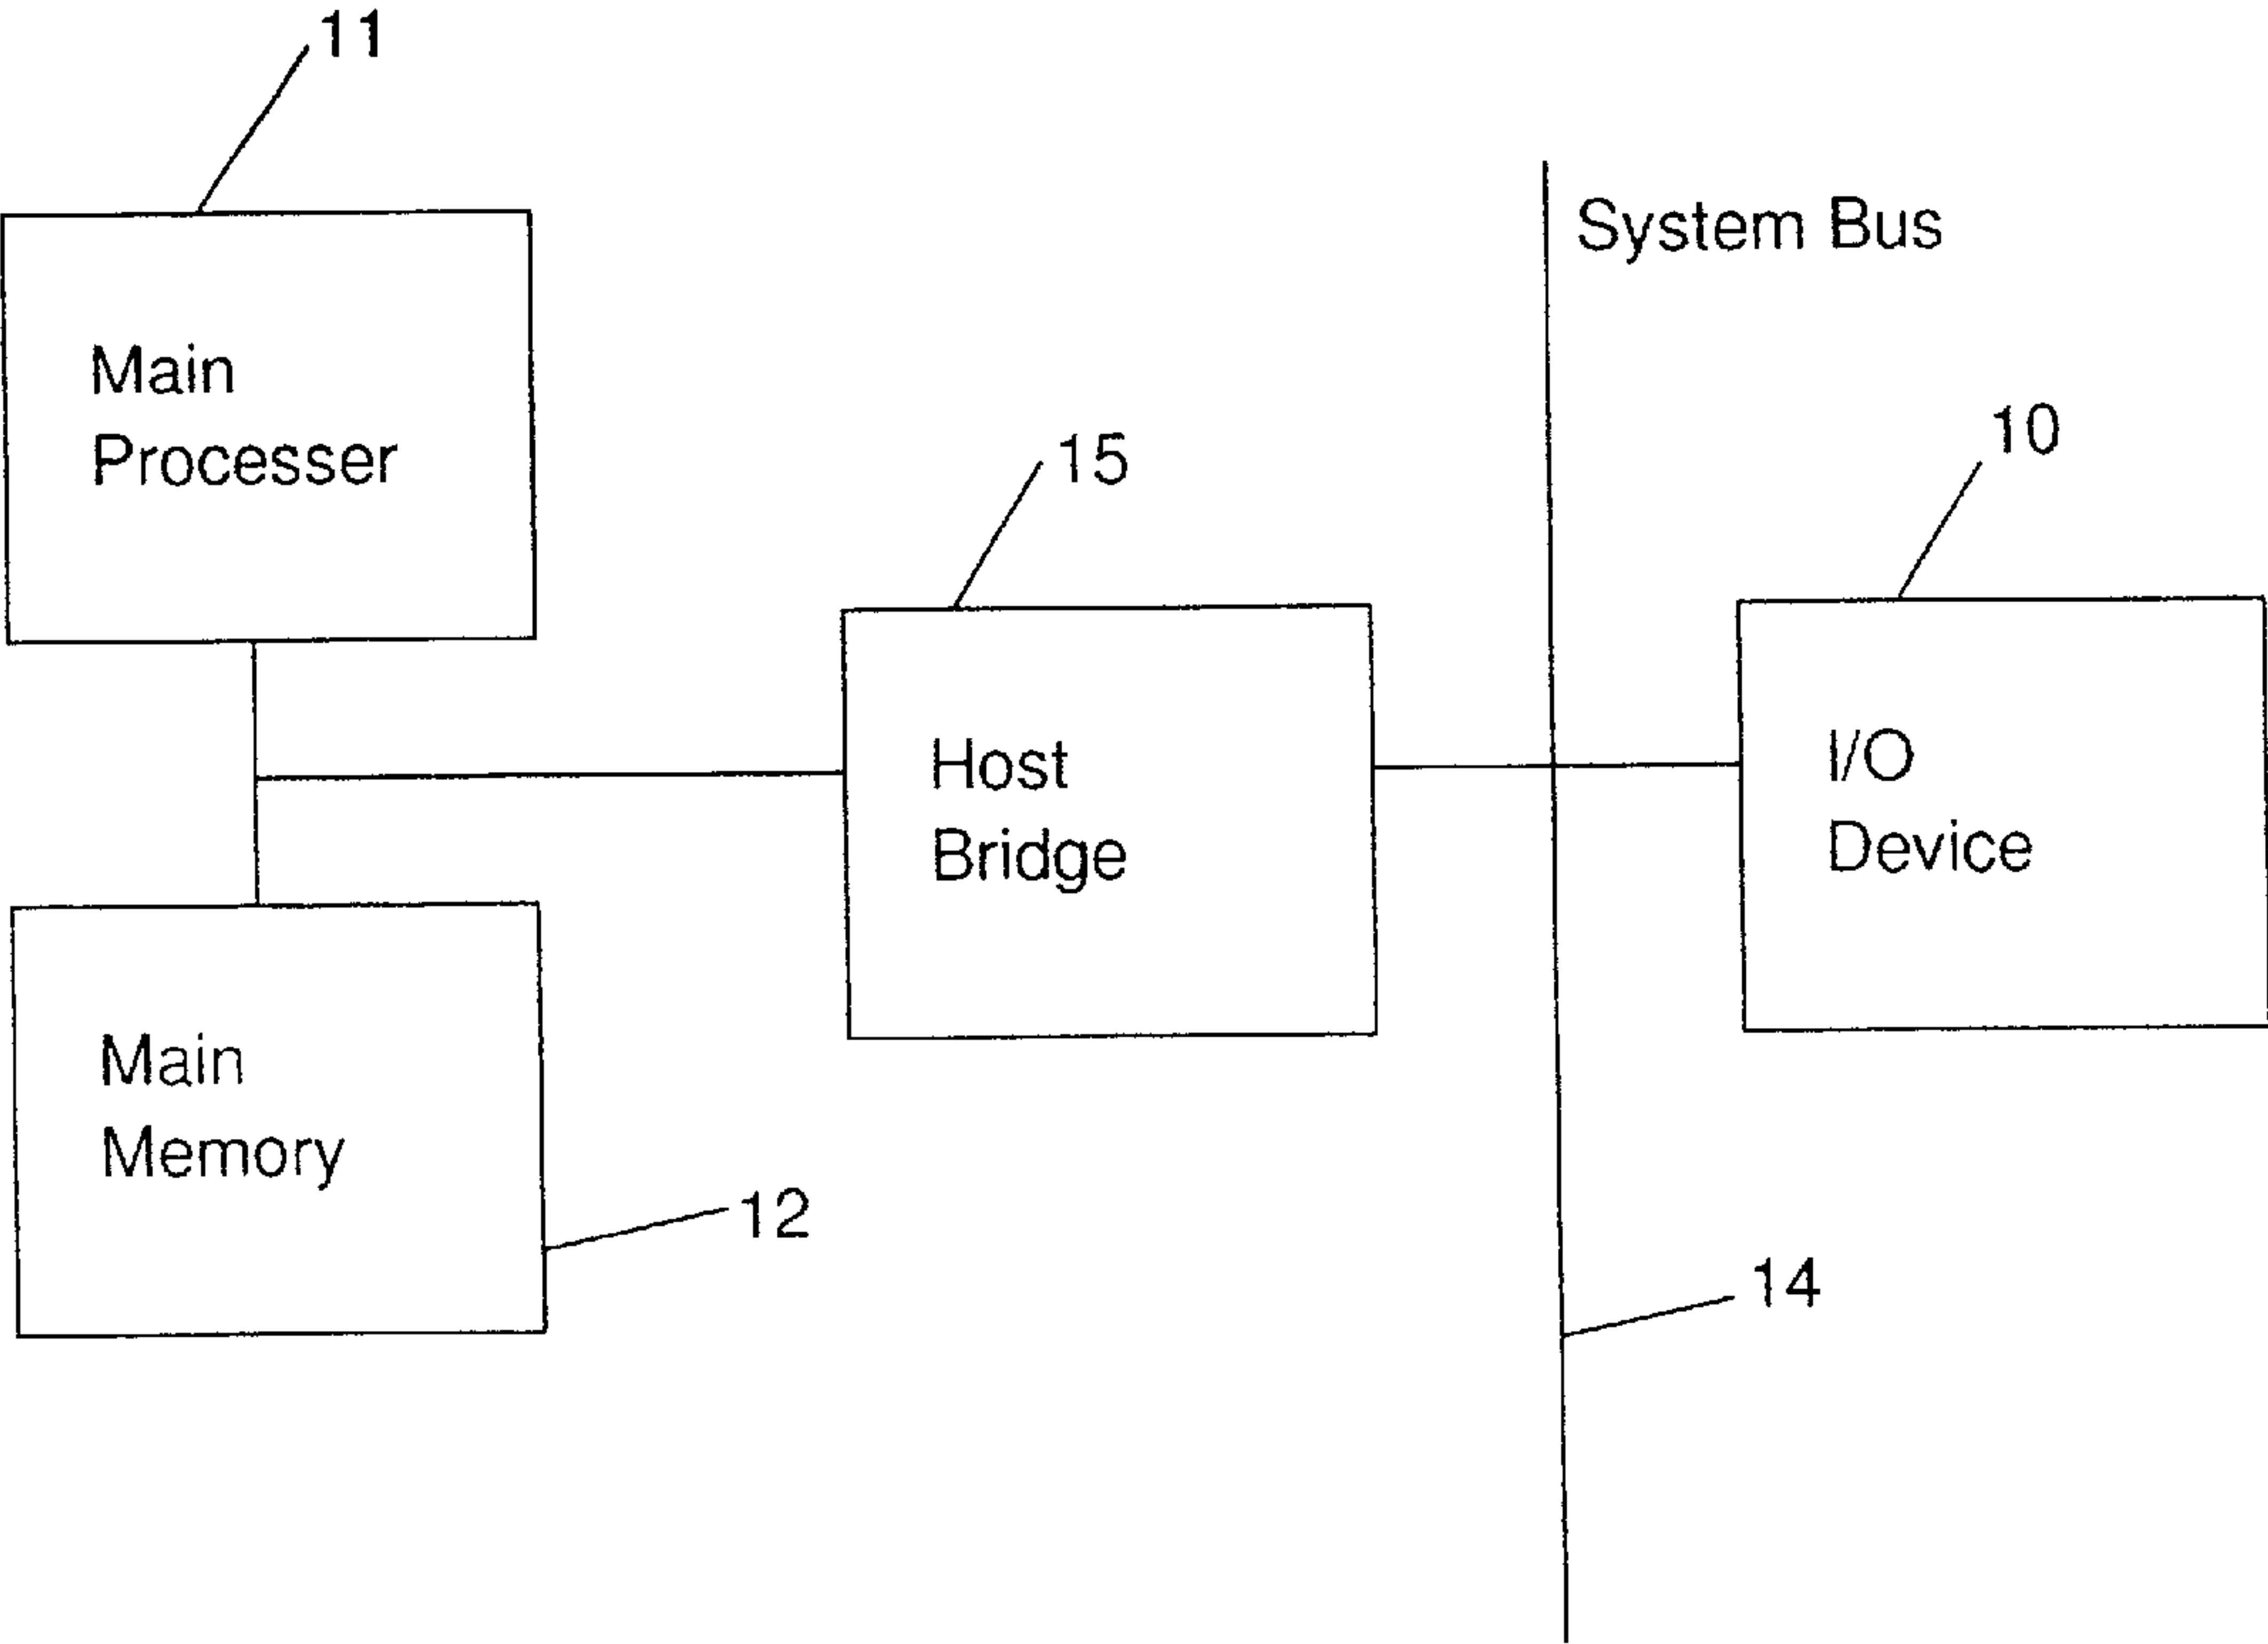 11
System Bus
Main
Processer
15
10
Host
Bridge
I/O
Device
Main
Memory
12
14